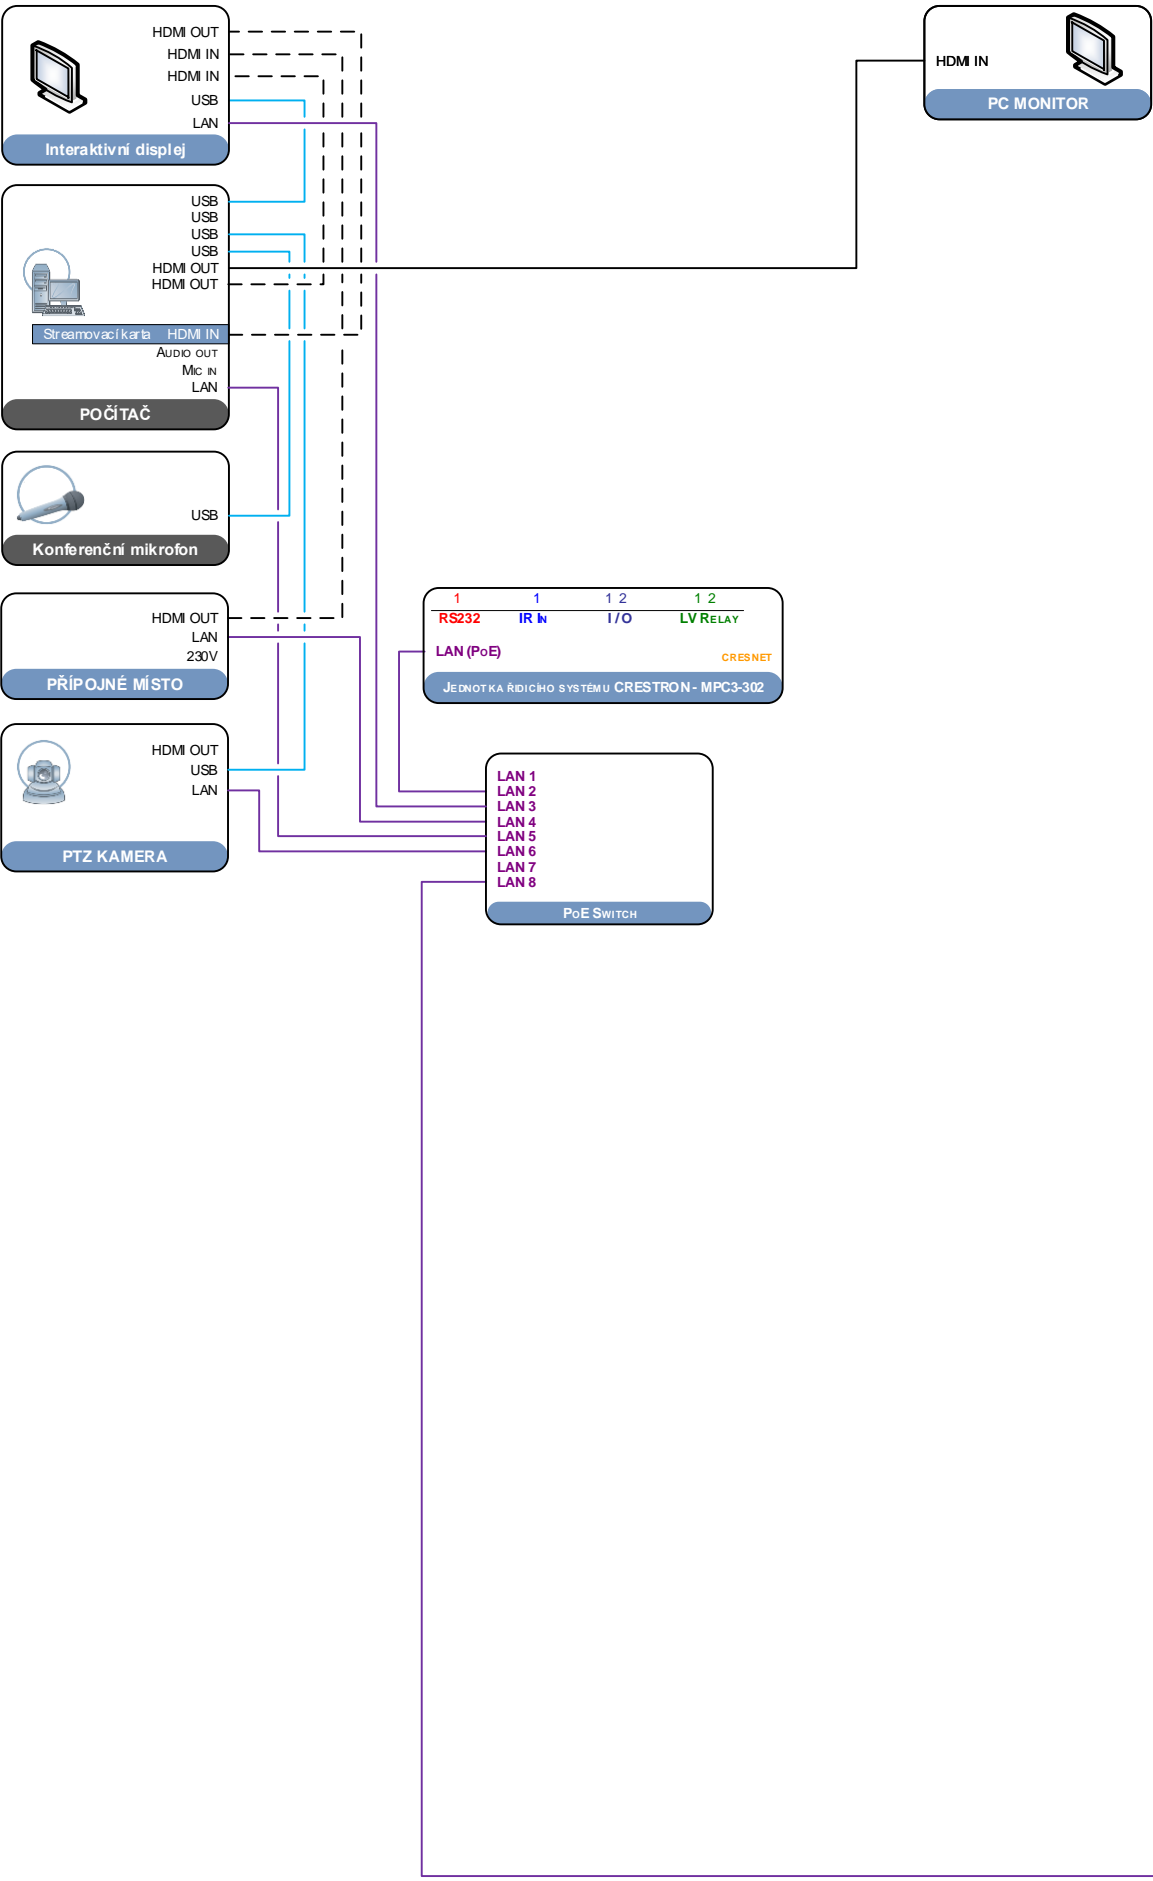 HDMI OUT
HDMI IN
HDMI IN
USB
LAN
Interaktivní displej
HDMI IN
PC MONITOR
USB
USB
USB
USB
HDMI OUT
HDMI OUT
Streamovací karta HDMI IN
AUDIO OUT
MIC IN
LAN
POČÍTAČ
USB
Konferenční mikrofon
HDMI OUT
LAN
230V
PŘÍPOJNÉ MÍSTO
1 1 1 2 1 2
RS232 IR IN I/O LV RELAY
LAN (PoE)
CRESNET
JEDNOTKA ŘIDICÍHO SYSTÉMU CRESTRON - MPC3-302
HDMI OUT
USB
LAN
PTZ KAMERA
LAN 1
LAN 2
LAN 3
LAN 4
LAN 5
LAN 6
LAN 7
LAN 8
PoE SWITCH